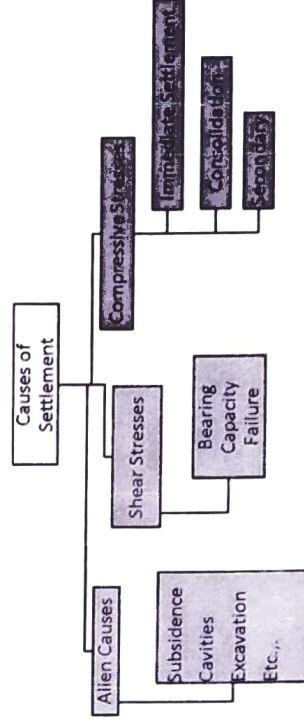 Causes of
Settlement
Alien Causes
Subsidence
Cavities
Excavation
Etc.,.
Shear Stresses
Bearing
Capacity
Failure
Compressive Stresses
Immediate Settlement
Consolidation
Secondary